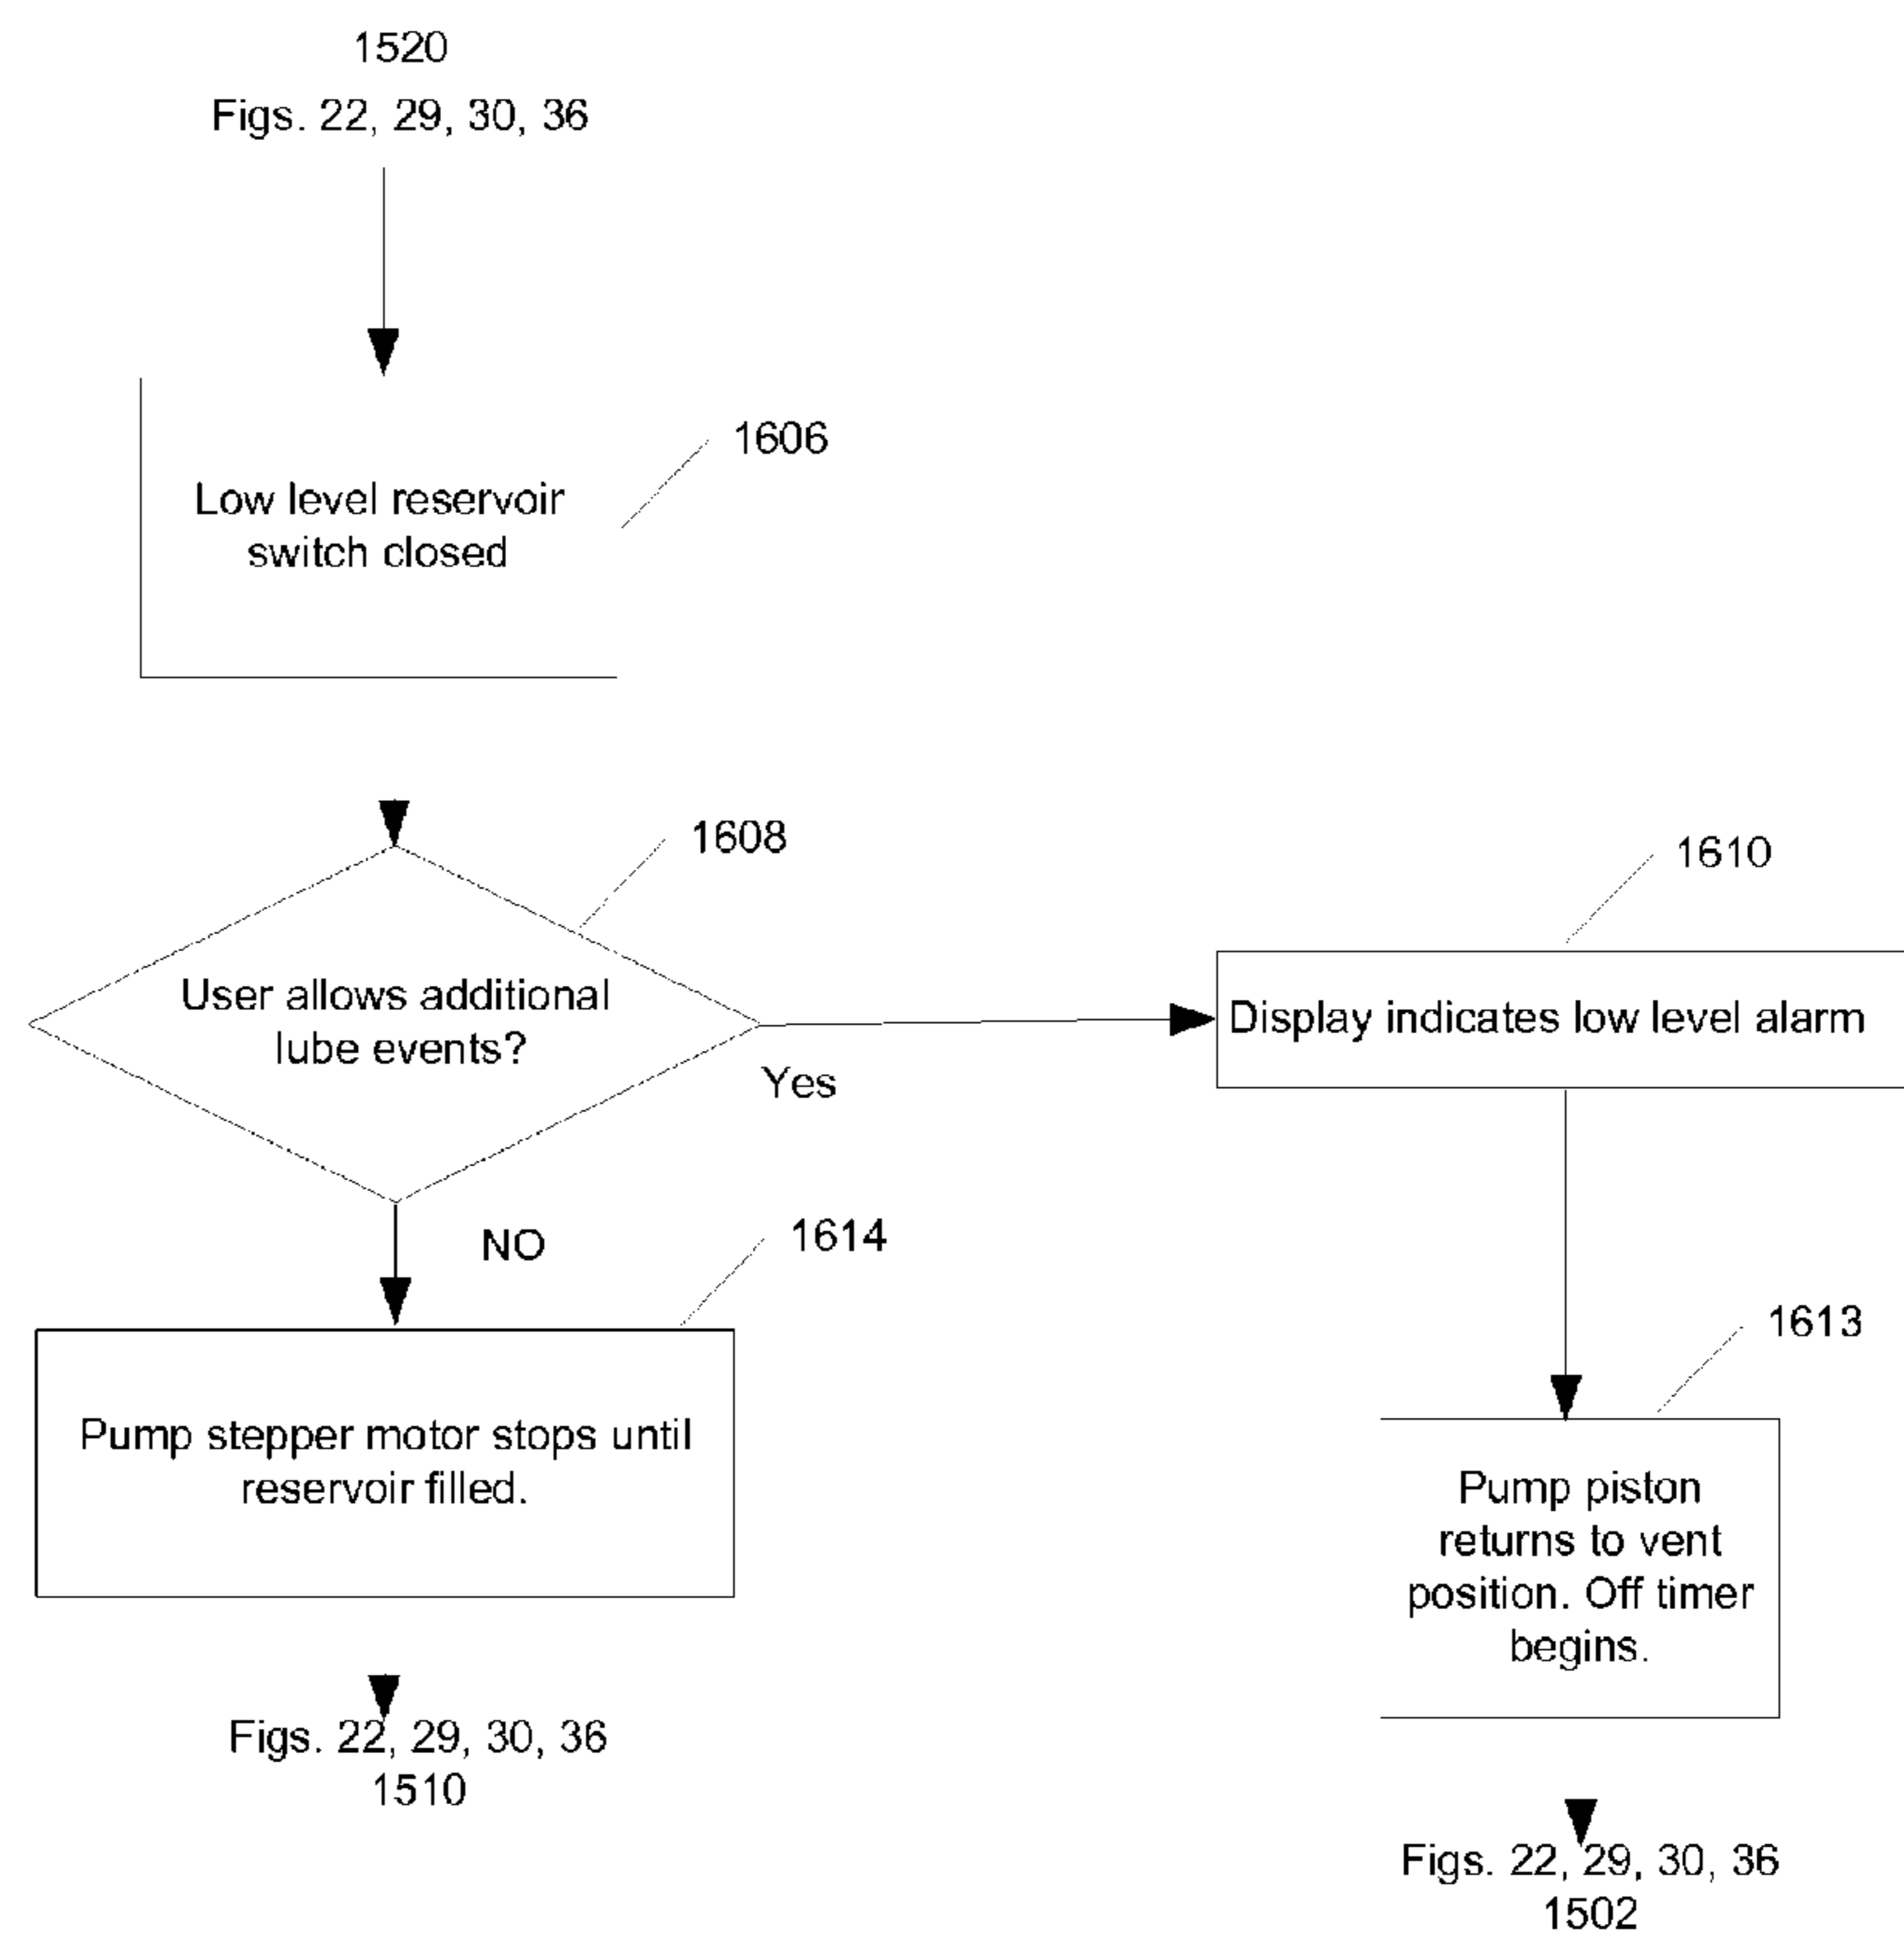 1520
Figs. 22, 29, 30, 36
1606
Low level reservoir
switch closed
1608
User allows additional
lube events?
Yes
1610
Display indicates low level alarm
NO
1614
Pump stepper motor stops until
reservoir filled.
1613
Pump piston
returns to vent
position. Off timer
begins.
Figs. 22, 29, 30, 36
1510
Figs. 22, 29, 30, 36
1502